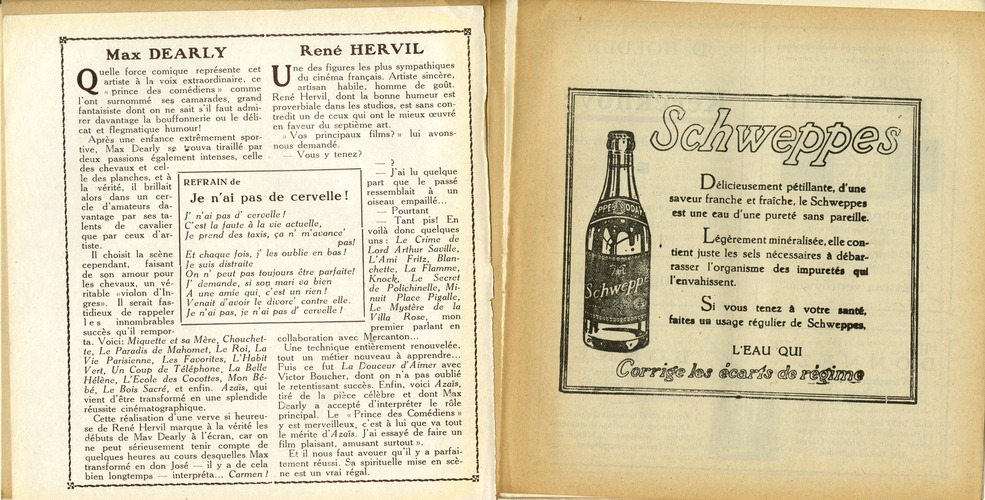 Max DEARLY
Quelle force comique représente cet
artiste à la voix extraordinaire, ce
« prince des comédiens » comme
l'ont surnommé ses camarades, grand
fantaisiste dont on ne sait s'il faut admi-
rer davantage la bouffonnerie ou le déli-
cat et flegmatique humour!
Après une enfance extrêmement spor-
tive, Max Dearly se trouva tiraillé par
deux passions également intenses, celle
des chevaux et cel-
le des planches, et à
la vérité, il brillait
alors dans un cer-
cle d'amateurs da-
vantage par ses ta-
lents de cavalier
que par ceux d'ar-
tiste.
Il choisit la scène
cependant, faisant
de son amour pour
les chevaux, un vé-
ritable «violon d'In-
gres». Il serait fas-
tidieux de rappeler
les innombrables
succès qu'il rempor-
ta. Voici: Miquette et sa Mère, Chouchet-
te, Le Paradis de Mahomet, Le Roi, La
Vie Parisienne, Les Favorites, L'Habit
Vert, Un Coup de Téléphone, La Belle
Hélène, L'Ecole des Cocottes, Mon Bé-
bé, Le Bois Sacré, et enfin. Azaïs, qui
vient d'être transformé en une splendide
réussite cinématographique.
Cette réalisation d'une verve si heureu-
se de René Hervil marque à la vérité les
débuts de Mav Dearly à l'écran, car on
ne peut sérieusement tenir compte de
quelques heures au cours desquelles Max
transformé en don José — il y a de cela
bien longtemps — interpréta... Carmen!
REFRAIN de
Je n'ai pas de cervelle!
J' n'ai pas d' cervelle!
C'est la faute à la vie actuelle,
Je prend des taxis, ça n' m'avance'
pas!
Et chaque fois, j' les oublie en bas!
Je suis distraite
On n' peut pas toujours être parfaite!
J' demande, si son mari va bien
A une amie qui, c'est un rien!
Venait d'avoir le divorc' contre elle.
Je n'ai pas, je n'ai pas d' cervelle!
René HERVIL
Une des figures les plus sympathiques
du cinéma français. Artiste sincère,
artisan habile, homme de goût.
René Hervil, dont la bonne humeur est
proverbiale dans les studios, est sans con-
tredit un de ceux qui ont le mieux œuvré
en faveur du septième art.
« Vos principaux films? » lui avons-
nous demandé.
— Vous y tenez?
— ?
— J'ai lu quelque
part que le passé
ressemblait à un
oiseau empaillé...
— Pourtant
— Tant pis! En
voilà donc quelques
uns: Le Crime de
Lord Arthur Saville,
L'Ami Fritz, Blan-
chette, La Flamme,
Knock, Le Secret
de Polichinelle, Mi-
nuit Place Pigalle,
Le Mystère de la
Villa Rose, mon
premier parlant en
collaboration avec Mercanton...
Une technique entièrement renouvelée,
tout un métier nouveau à apprendre...
Puis ce fut La Douceur d'Aimer avec
Victor Boucher, dont on n'a pas oublié
le retentissant succès. Enfin, voici Azaïs,
tiré de la pièce célèbre et dont Max
Dearly a accepté d'interpréter le rôle
principal. Le « Prince des Comédiens »
y est merveilleux, c'est à lui que va tout
le mérite d'Azaïs. J'ai essayé de faire un
film plaisant, amusant surtout ».
Et il nous faut avouer qu'il y a parfai-
tement réussi. Sa spirituelle mise en scè-
ne est un vrai régal.
Schweppes
Délicieusement pétillante, d'une
saveur franche et fraîche, le Schweppes
est une eau d'une pureté sans pareille.
Légèrement minéralisée, elle con-
tient juste les sels nécessaires à débar-
rasser l'organisme des impuretés qui
l'envahissent.
Si vous tenez à votre santé,
faites un usage régulier de Schweppes,
L'EAU QUI
Corrige les écarts de régime